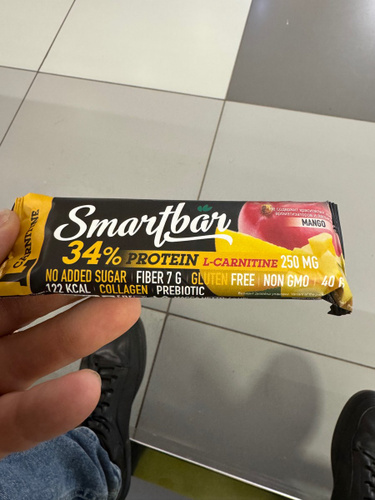 Smartbar
MANGO
34% PROTEIN L-CARNITINE 250 MG
NO ADDED SUGAR | FIBER 7 G | GLUTEN FREE | NON GMO | 40 G
122 KCAL | COLLAGEN | PREBIOTIC